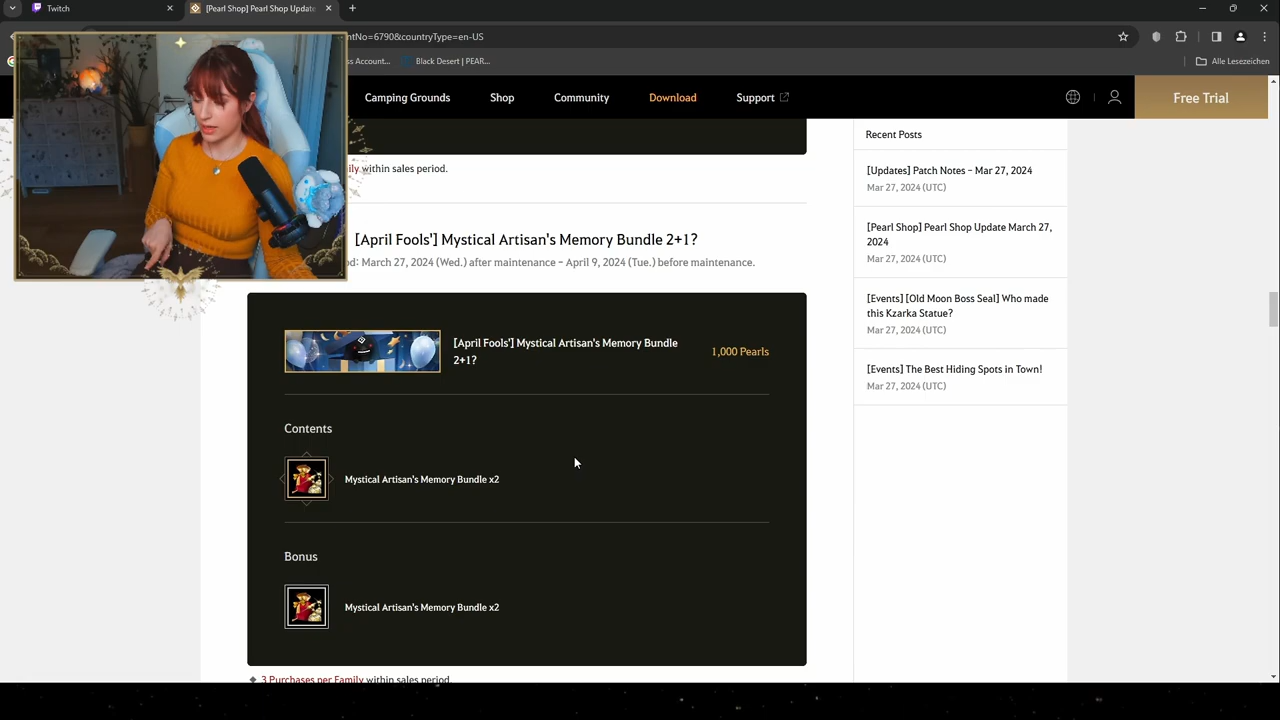 Twitch
[Pearl Shop] Pearl Shop Update
ntNo=6790&countryType=en-US
ss Account...
Black Desert | PEAR...
Alle Lesezeichen
Camping Grounds
Shop
Community
Download
Support
Free Trial
ily within sales period.
[April Fools'] Mystical Artisan's Memory Bundle 2+1?
od: March 27, 2024 (Wed.) after maintenance – April 9, 2024 (Tue.) before maintenance.
[April Fools'] Mystical Artisan's Memory Bundle
2+1?
1,000 Pearls
Contents
Mystical Artisan's Memory Bundle x2
Bonus
Mystical Artisan's Memory Bundle x2
3 Purchases per Family within sales period.
Recent Posts
[Updates] Patch Notes – Mar 27, 2024
Mar 27, 2024 (UTC)
[Pearl Shop] Pearl Shop Update March 27,
2024
Mar 27, 2024 (UTC)
[Events] [Old Moon Boss Seal] Who made
this Kzarka Statue?
Mar 27, 2024 (UTC)
[Events] The Best Hiding Spots in Town!
Mar 27, 2024 (UTC)